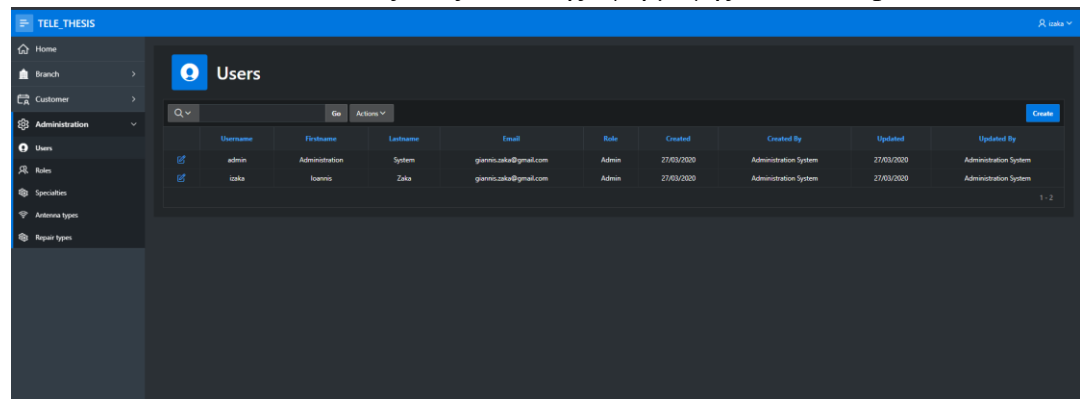 TELE_THESIS izaka
Home
Branch
Customer
Administration
Users
Roles
Specialties
Antenna types
Repair types
Users
Go Actions Create
Username Firstname Lastname Email Role Created Created By Updated Updated By
admin Administration System giannis.zaka@gmail.com Admin 27/03/2020 Administration System 27/03/2020 Administration System
izaka Ioannis Zaka giannis.zaka@gmail.com Admin 27/03/2020 Administration System 27/03/2020 Administration System
1 - 2